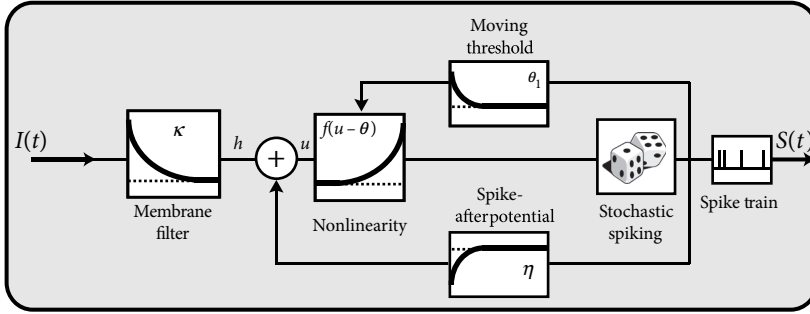 Moving
threshold
θ₁
I(t)
κ
h
+
u
f(u – θ)
S(t)
Membrane
filter
Nonlinearity
Spike-
afterpotential
η
Stochastic
spiking
Spike train